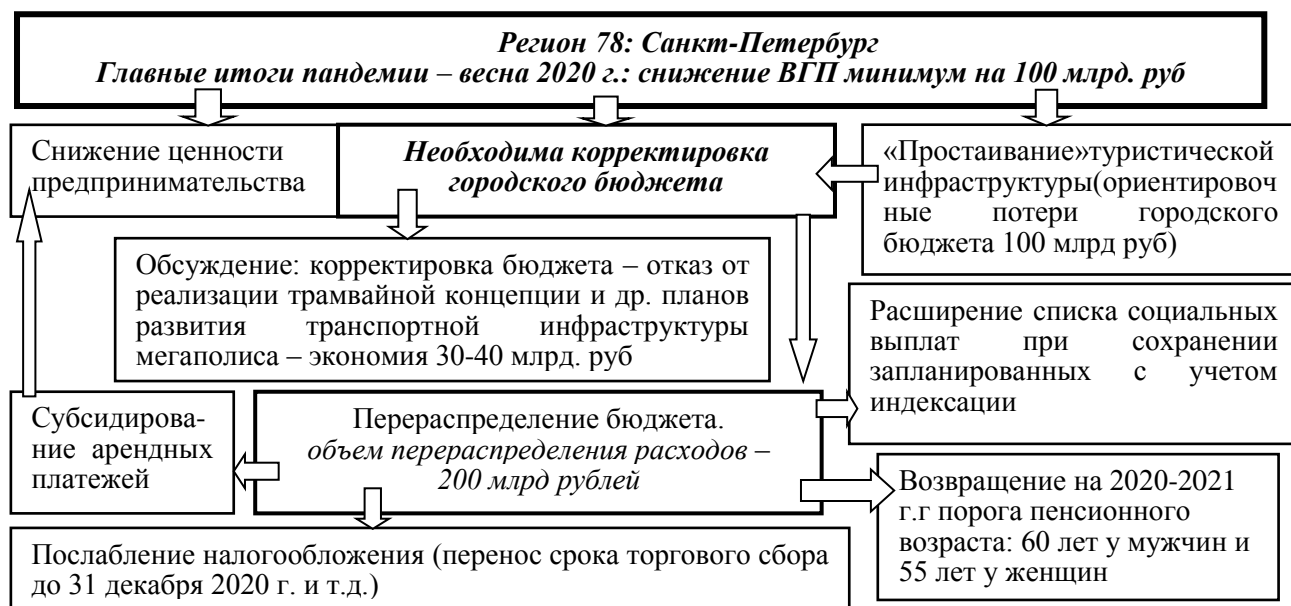 Регион 78: Санкт-Петербург
Главные итоги пандемии – весна 2020 г.: снижение ВГП минимум на 100 млрд. руб
Снижение ценности
предпринимательства
Необходима корректировка
городского бюджета
«Простаивание»туристической
инфраструктуры(ориентировоч
ные потери городского
бюджета 100 млрд руб)
Обсуждение: корректировка бюджета – отказ от
реализации трамвайной концепции и др. планов
развития транспортной инфраструктуры
мегаполиса – экономия 30-40 млрд. руб
Расширение списка социальных
выплат при сохранении
запланированных с учетом
индексации
Субсидирова-
ние арендных
платежей
Перераспределение бюджета.
объем перераспределения расходов –
200 млрд рублей
Возвращение на 2020-2021
г.г порога пенсионного
возраста: 60 лет у мужчин и
55 лет у женщин
Послабление налогообложения (перенос срока торгового сбора
до 31 декабря 2020 г. и т.д.)